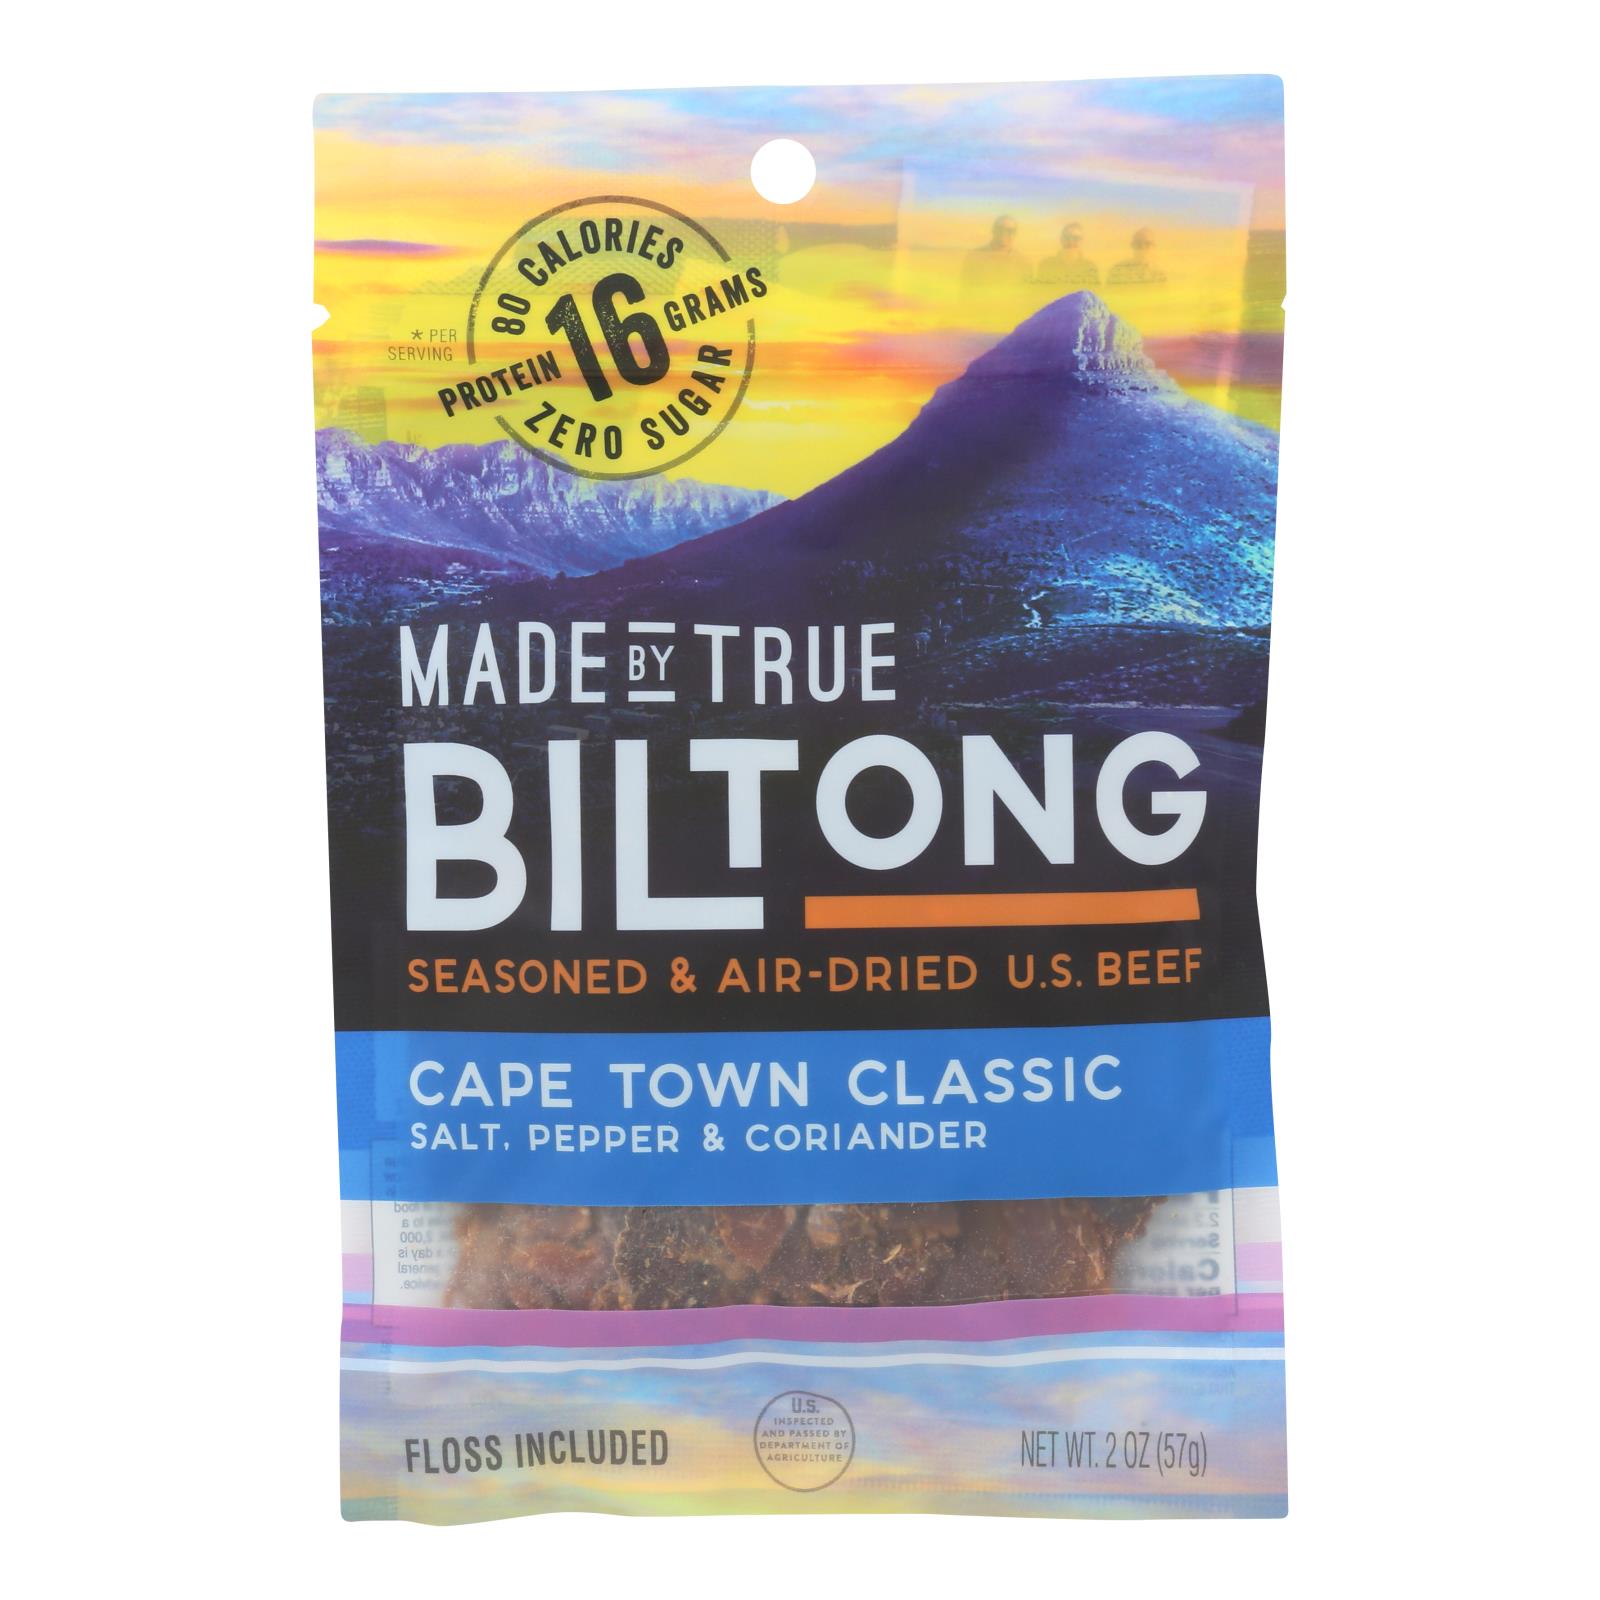 80 CALORIES
PROTEIN 16 GRAMS
ZERO SUGAR
* PER
SERVING
MADE BY TRUE
BILTONG
SEASONED & AIR-DRIED U.S. BEEF
CAPE TOWN CLASSIC
SALT, PEPPER & CORIANDER
FLOSS INCLUDED
U.S.
INSPECTED
AND PASSED BY
DEPARTMENT OF
AGRICULTURE
NET WT. 2 OZ (57g)